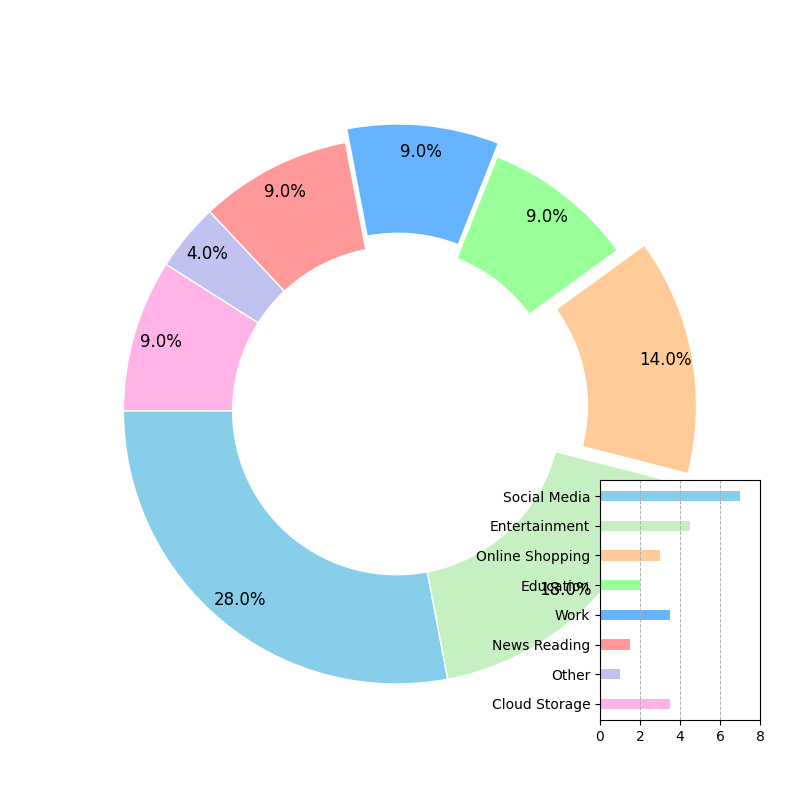 9.0%
9.0%
9.0%
4.0%
9.0%
14.0%
28.0%
18.0%
Social Media
Entertainment
Online Shopping
Education
Work
News Reading
Other
Cloud Storage
0 2 4 6 8